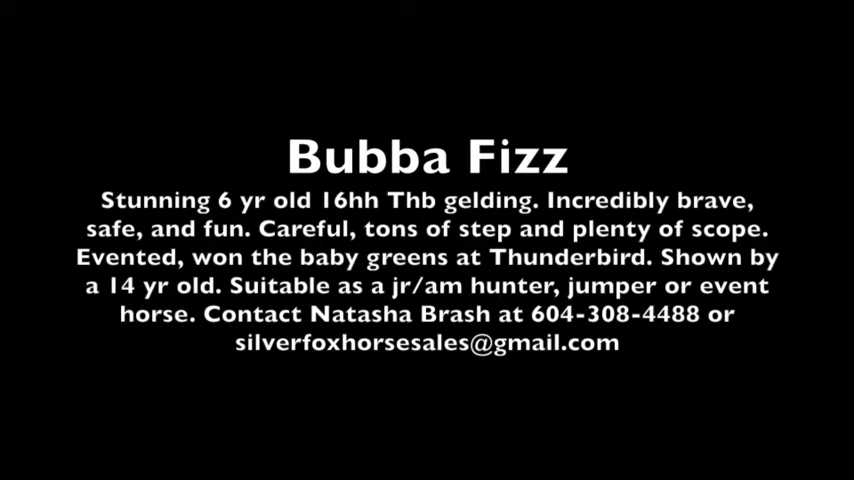 Bubba Fizz
Stunning 6 yr old 16hh Thb gelding. Incredibly brave,
safe, and fun. Careful, tons of step and plenty of scope.
Evented, won the baby greens at Thunderbird. Shown by
a 14 yr old. Suitable as a jr/am hunter, jumper or event
horse. Contact Natasha Brash at 604-308-4488 or
silverfoxhorsesales@gmail.com